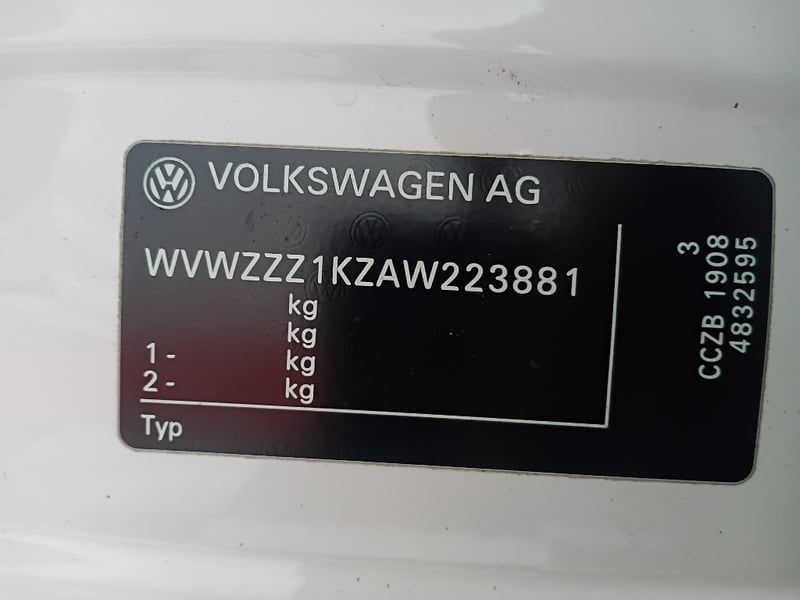 VOLKSWAGEN AG
WVWZZZ1KZAW223881
kg
kg
1- kg
2- kg
Typ
3
CCZB 1908
4832595